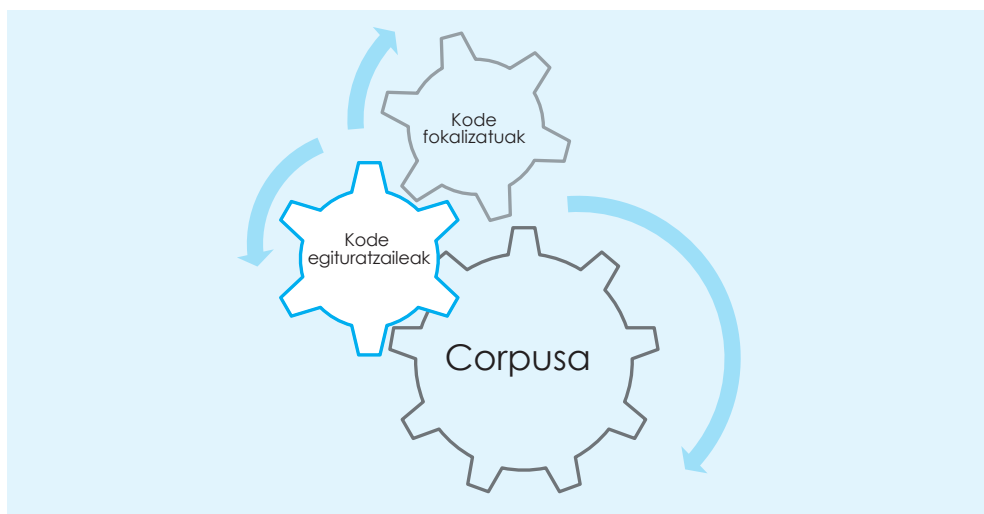 Kode
fokalizatuak
Kode
egituratzaileak
Corpusa